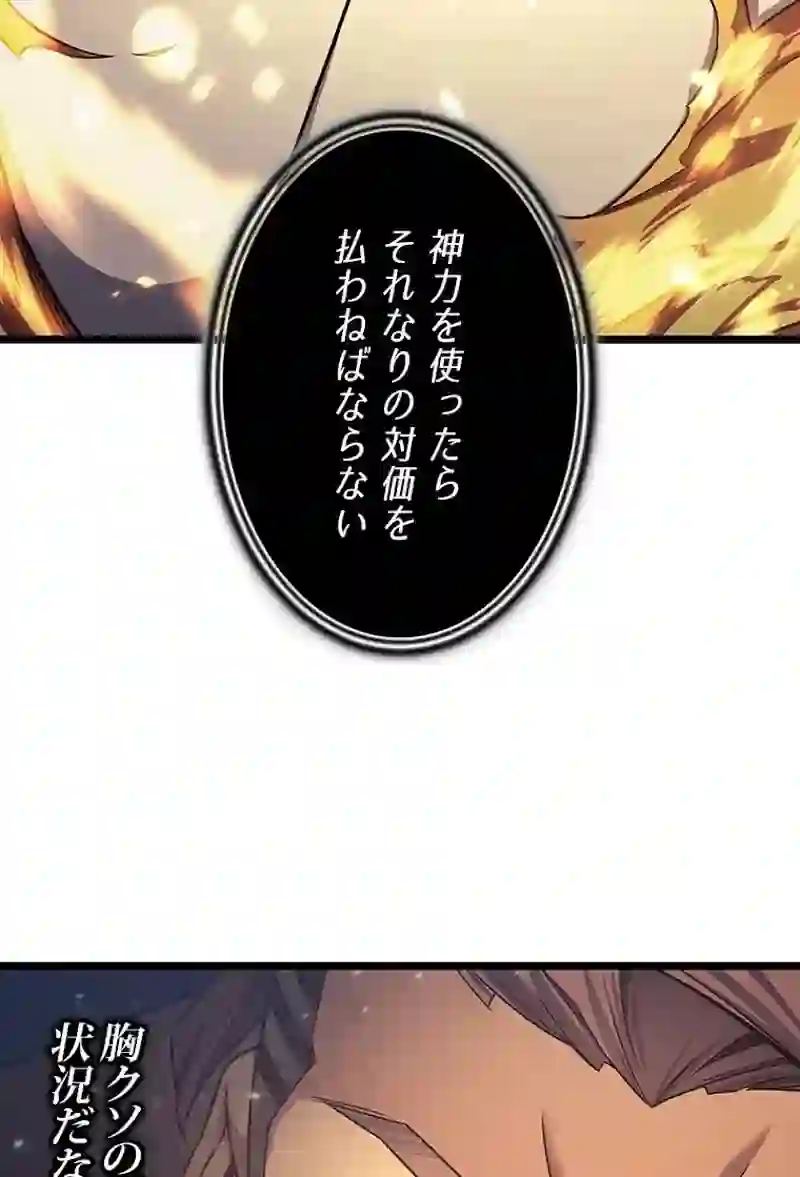 神力を使ったら
それなりの対価を
払わねばならない
胸クソの
状況だな